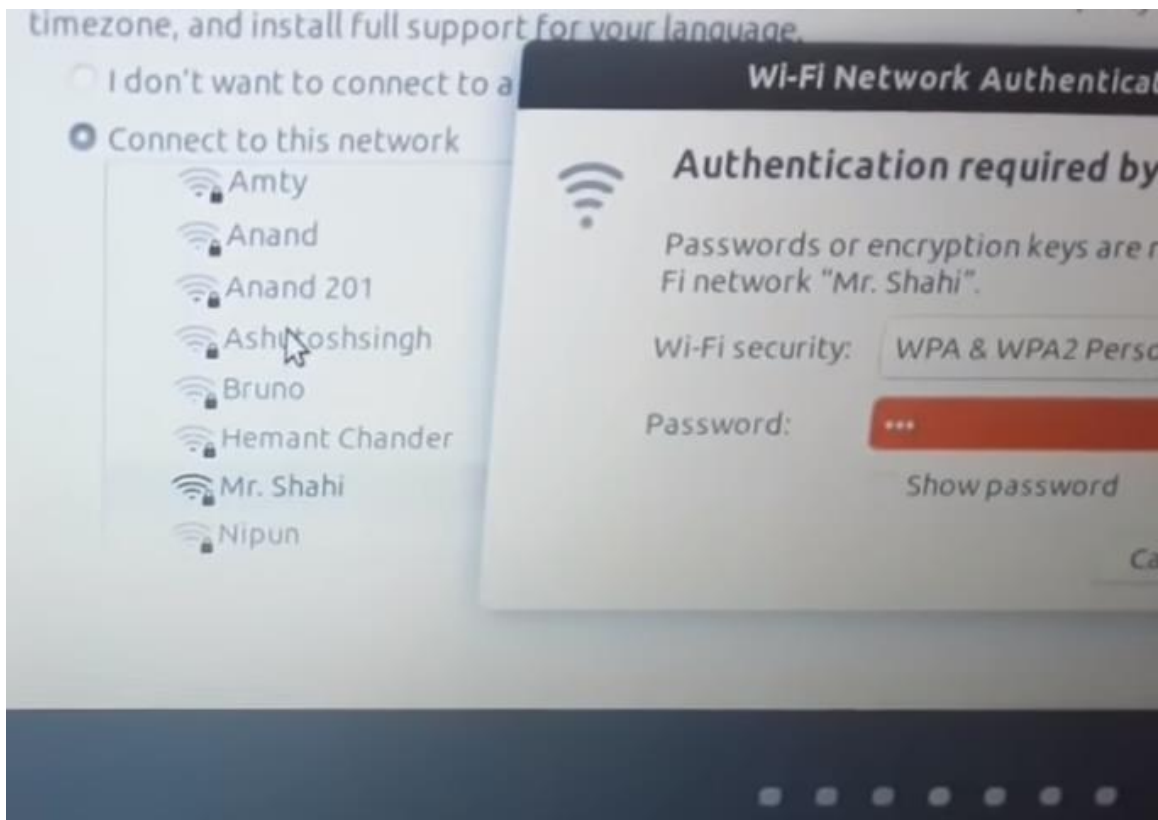 timezone, and install full support for your language.
I don't want to connect to a
Connect to this network
Amty
Anand
Anand 201
Ashutoshsingh
Bruno
Hemant Chander
Mr. Shahi
Nipun
Wi-Fi Network Authenticat
Authentication required by
Passwords or encryption keys are r
Fi network "Mr. Shahi".
Wi-Fi security: WPA & WPA2 Perso
Password: •••
Show password
Ca